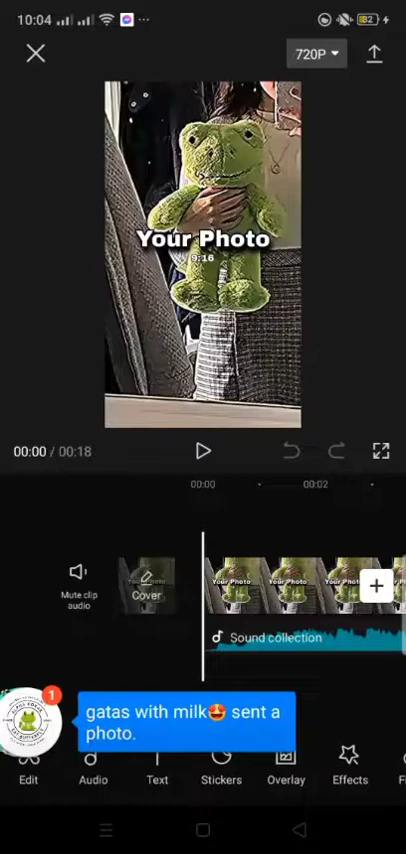 10:04
82
720P
Your Photo
9:16
00:00 / 00:18
00:00
00:02
Mute clip
audio
Cover
Your Photo
Your Photo
Your Photo
Sound collection
1
gatas with milk🤩 sent a
photo.
Edit
Audio
Text
Stickers
Overlay
Effects